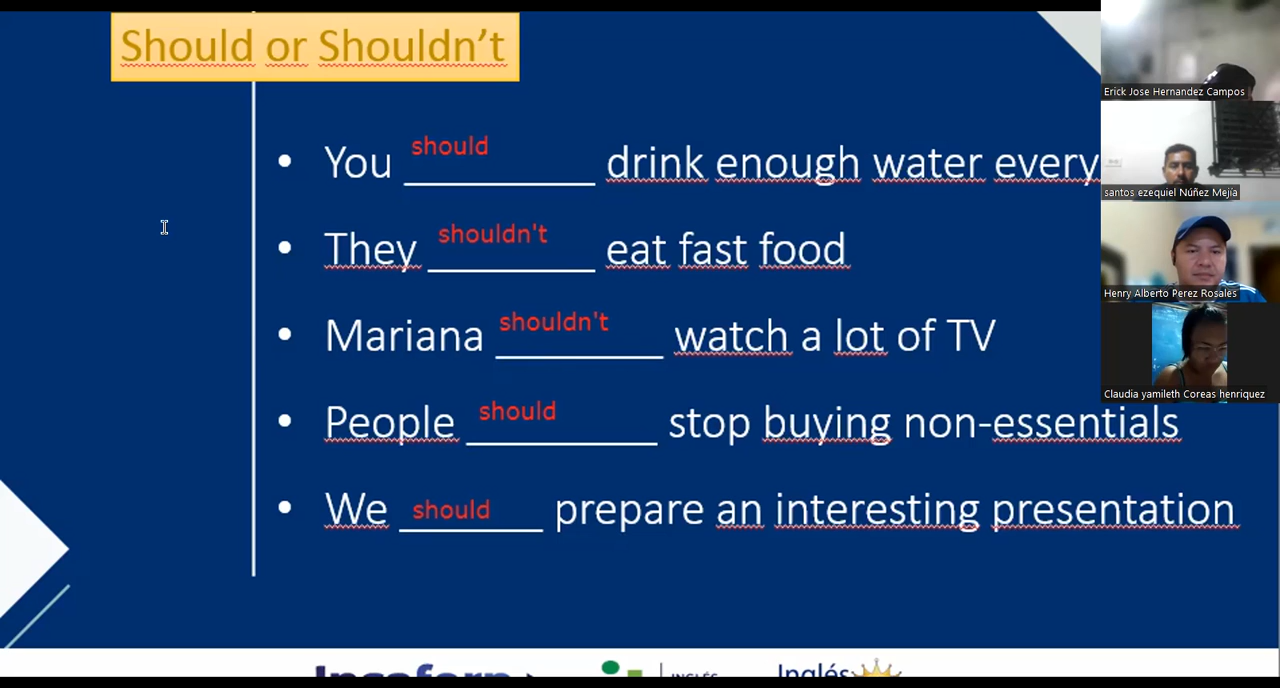 Should or Shouldn't
• You should drink enough water every
• They shouldn't eat fast food
• Mariana shouldn't watch a lot of TV
• People should stop buying non-essentials
• We should prepare an interesting presentation
Erick Jose Hernandez Campos
santos ezequiel Núñez Mejía
Henry Alberto Perez Rosales
Claudia yamileth Coreas henriquez
INGLÉS
Inglés